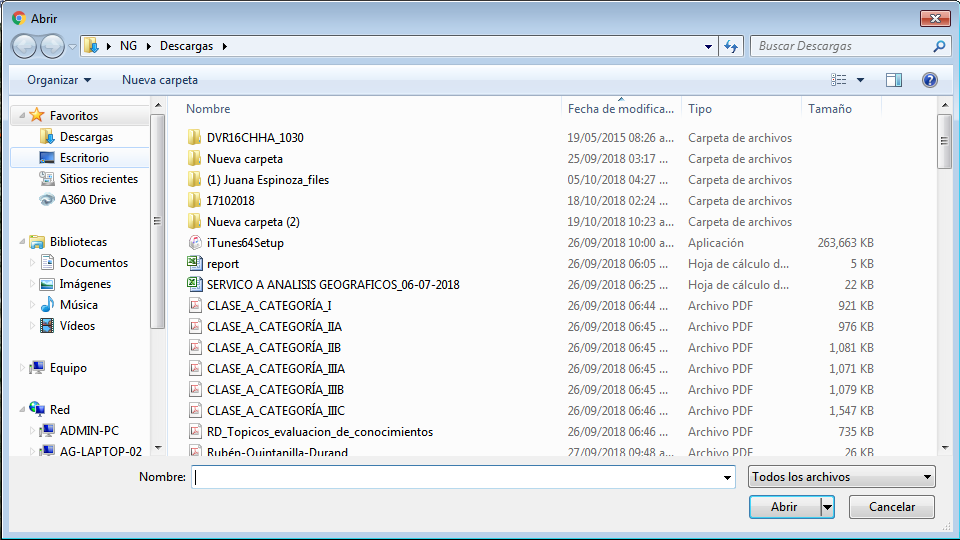 Abrir
NG Descargas
Buscar Descargas
Organizar Nueva carpeta
Favoritos
Descargas
Escritorio
Sitios recientes
A360 Drive
Bibliotecas
Documentos
Imágenes
Música
Vídeos
Equipo
Red
ADMIN-PC
AG-LAPTOP-02
Nombre Fecha de modifica... Tipo Tamaño
DVR16CHHA_1030 19/05/2015 08:26 a... Carpeta de archivos
Nueva carpeta 25/09/2018 03:17 ... Carpeta de archivos
(1) Juana Espinoza_files 05/10/2018 04:27 ... Carpeta de archivos
17102018 18/10/2018 02:24 ... Carpeta de archivos
Nueva carpeta (2) 19/10/2018 10:23 a... Carpeta de archivos
iTunes64Setup 26/09/2018 10:00 a... Aplicación 263,663 KB
report 26/09/2018 06:05 ... Hoja de cálculo d... 5 KB
SERVICO A ANALISIS GEOGRAFICOS_06-07-2018 26/09/2018 06:25 ... Hoja de cálculo d... 22 KB
CLASE_A_CATEGORÍA_I 26/09/2018 06:44 ... Archivo PDF 921 KB
CLASE_A_CATEGORÍA_IIA 26/09/2018 06:45 ... Archivo PDF 976 KB
CLASE_A_CATEGORÍA_IIB 26/09/2018 06:45 ... Archivo PDF 1,081 KB
CLASE_A_CATEGORÍA_IIIA 26/09/2018 06:45 ... Archivo PDF 1,071 KB
CLASE_A_CATEGORÍA_IIIB 26/09/2018 06:45 ... Archivo PDF 1,079 KB
CLASE_A_CATEGORÍA_IIIC 26/09/2018 06:46 ... Archivo PDF 1,547 KB
RD_Topicos_evaluacion_de_conocimientos 26/09/2018 06:46 ... Archivo PDF 735 KB
Rubén-Quintanilla-Durand 27/09/2018 09:48 a... Archivo PDF 26 KB
Nombre: Todos los archivos
Abrir Cancelar